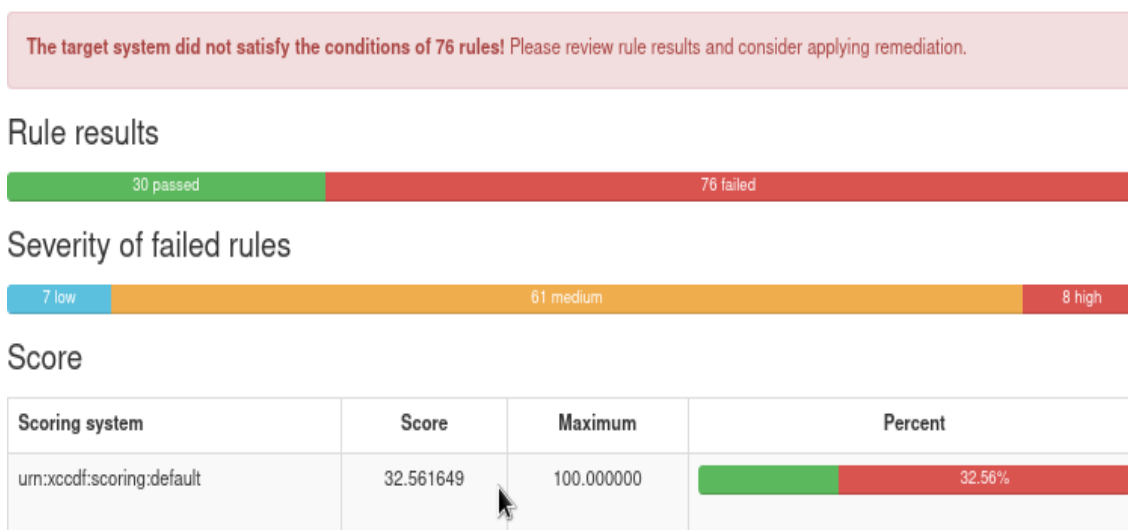 The target system did not satisfy the conditions of 76 rules! Please review rule results and consider applying remediation.
Rule results
30 passed 76 failed
Severity of failed rules
7 low 61 medium 8 high
Score
Scoring system Score Maximum Percent
urn:xccdf:scoring:default 32.561649 100.000000 32.56%